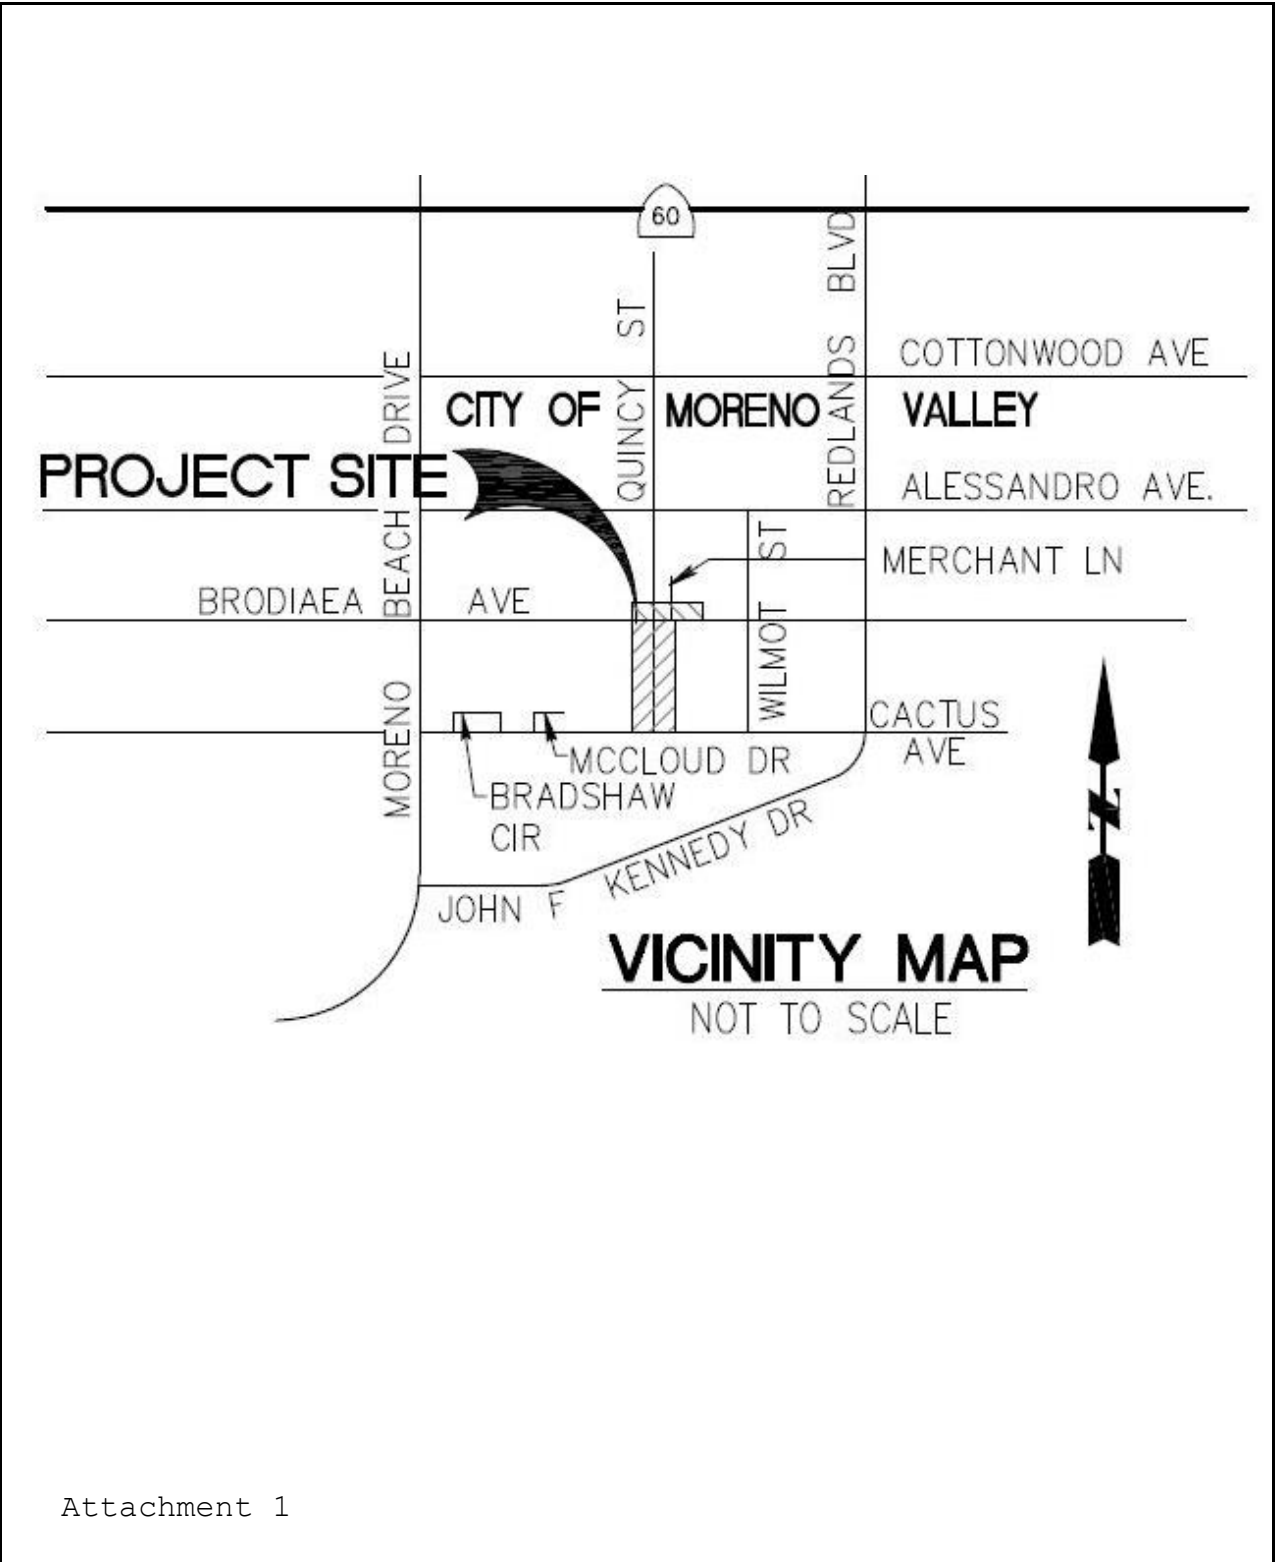 60
REDLANDS BLVD
QUINCY ST
COTTONWOOD AVE
MORENO BEACH DRIVE
CITY OF MORENO VALLEY
PROJECT SITE
ALESSANDRO AVE.
WILMOT ST
MERCHANT LN
BRODIAEA AVE
CACTUS
AVE
MCCLOUD DR
BRADSHAW
CIR
JOHN F KENNEDY DR
N
VICINITY MAP
NOT TO SCALE
Attachment 1